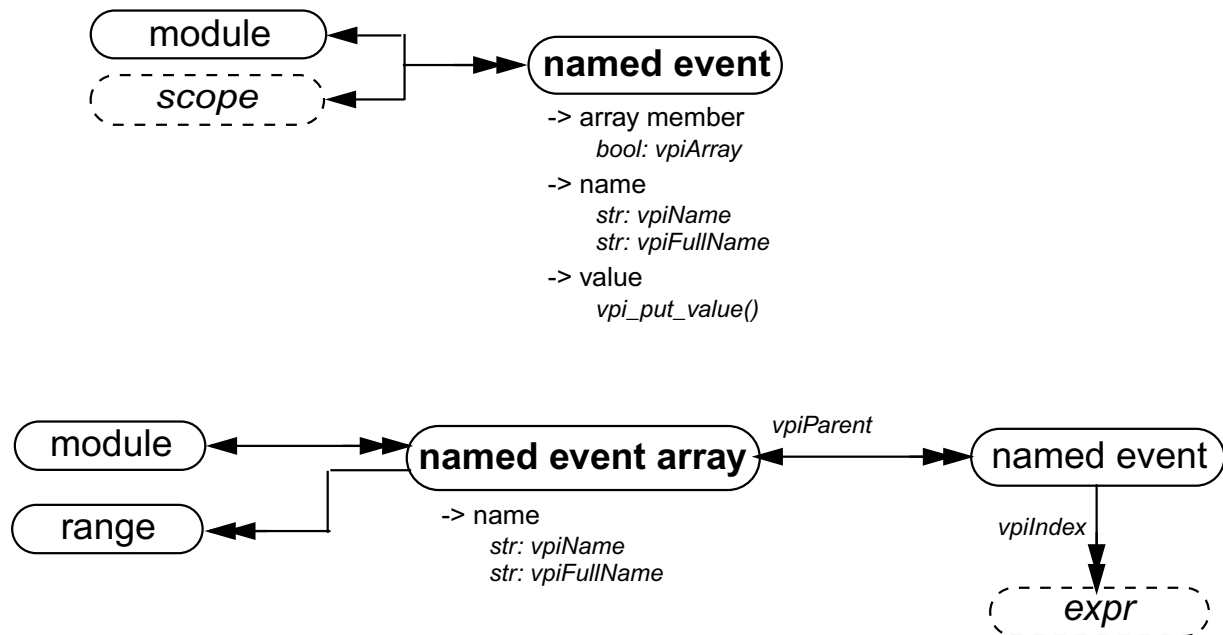 module
scope
named event
-> array member
bool: vpiArray
-> name
str: vpiName
str: vpiFullName
-> value
vpi_put_value()
module
range
named event array
-> name
str: vpiName
str: vpiFullName
vpiParent
named event
vpiIndex
expr